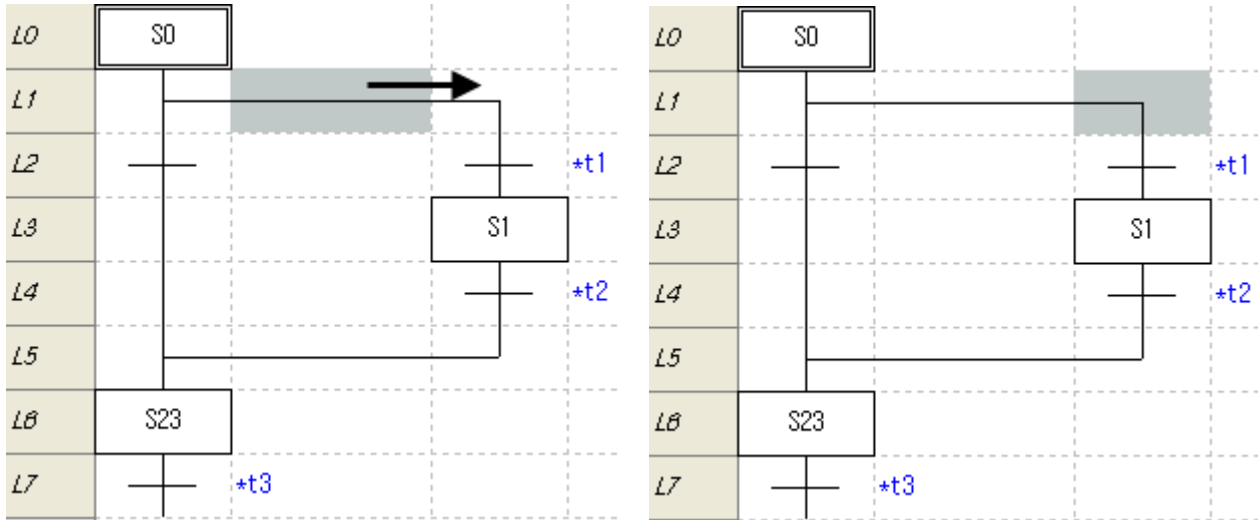 L0 S0
L1
L2 *t1
L3 S1
L4 *t2
L5
L6 S23
L7 *t3
L0 S0
L1
L2 *t1
L3 S1
L4 *t2
L5
L6 S23
L7 *t3